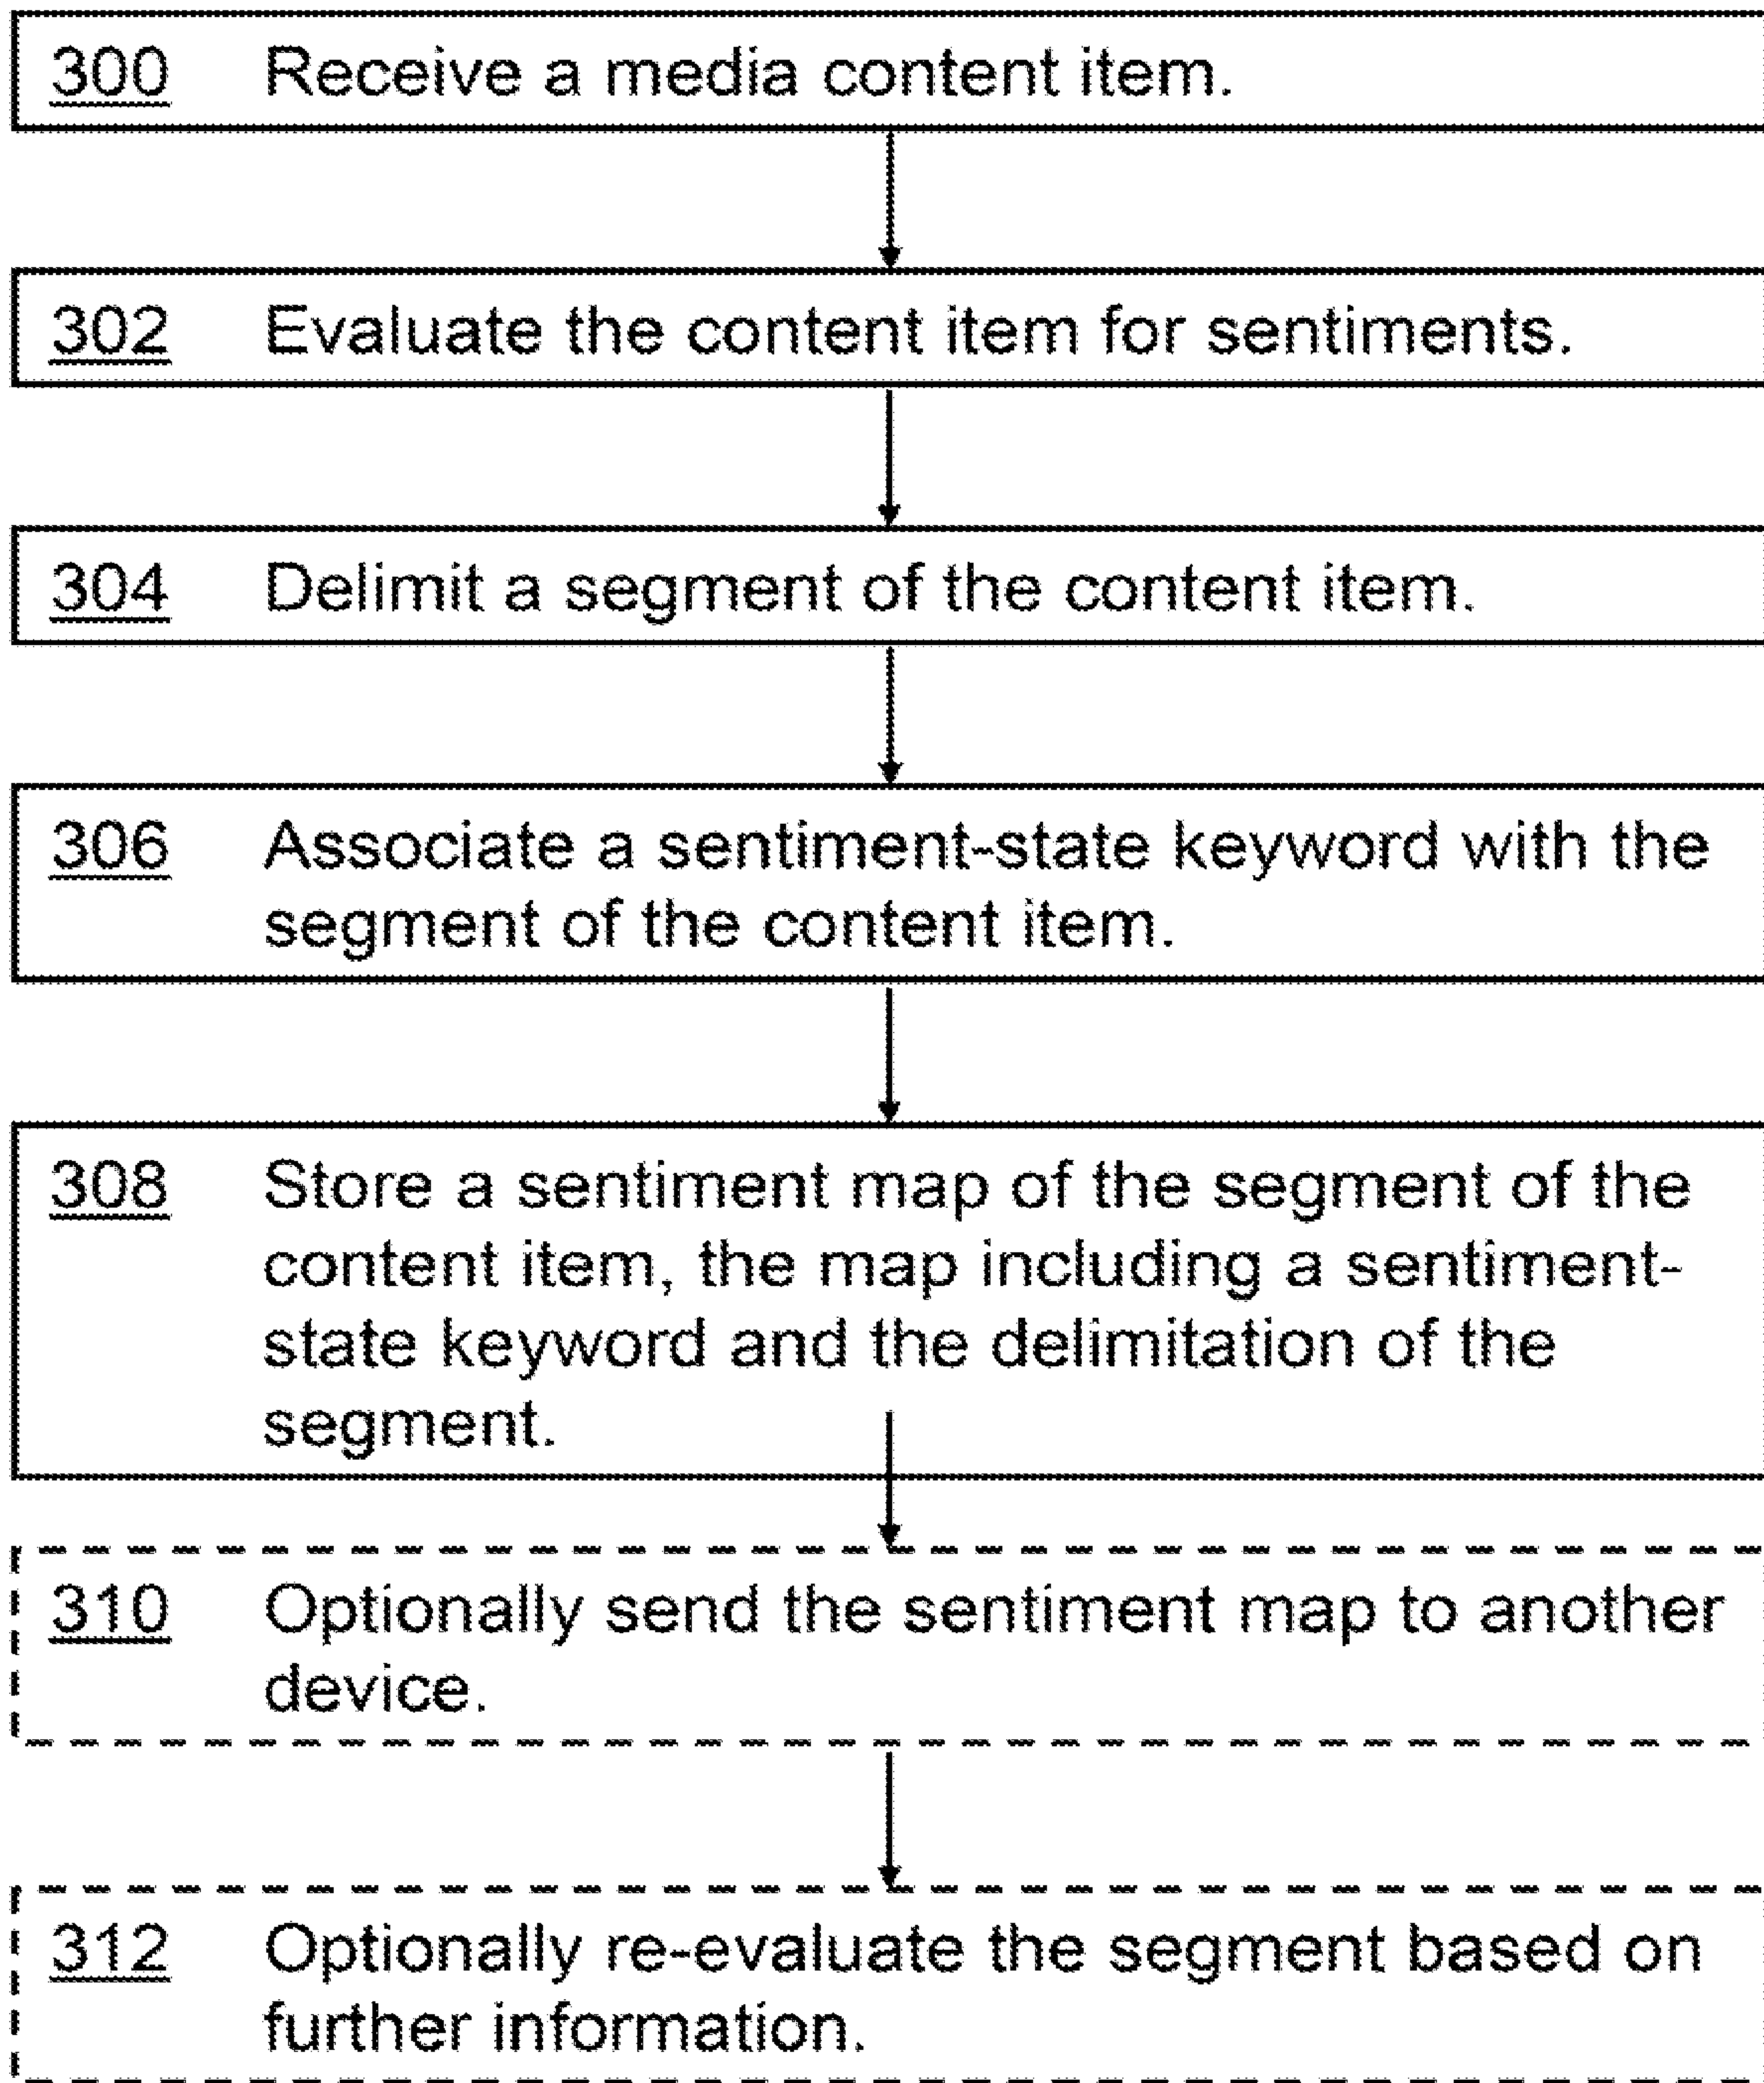 300 Receive a media content item.
302 Evaluate the content item for sentiments.
304 Delimit a segment of the content item.
306 Associate a sentiment-state keyword with the
segment of the content item.
308 Store a sentiment map of the segment of the
content item, the map including a sentiment-
state keyword and the delimitation of the
segment.
310 Optionally send the sentiment map to another
device.
312 Optionally re-evaluate the segment based on
further information.